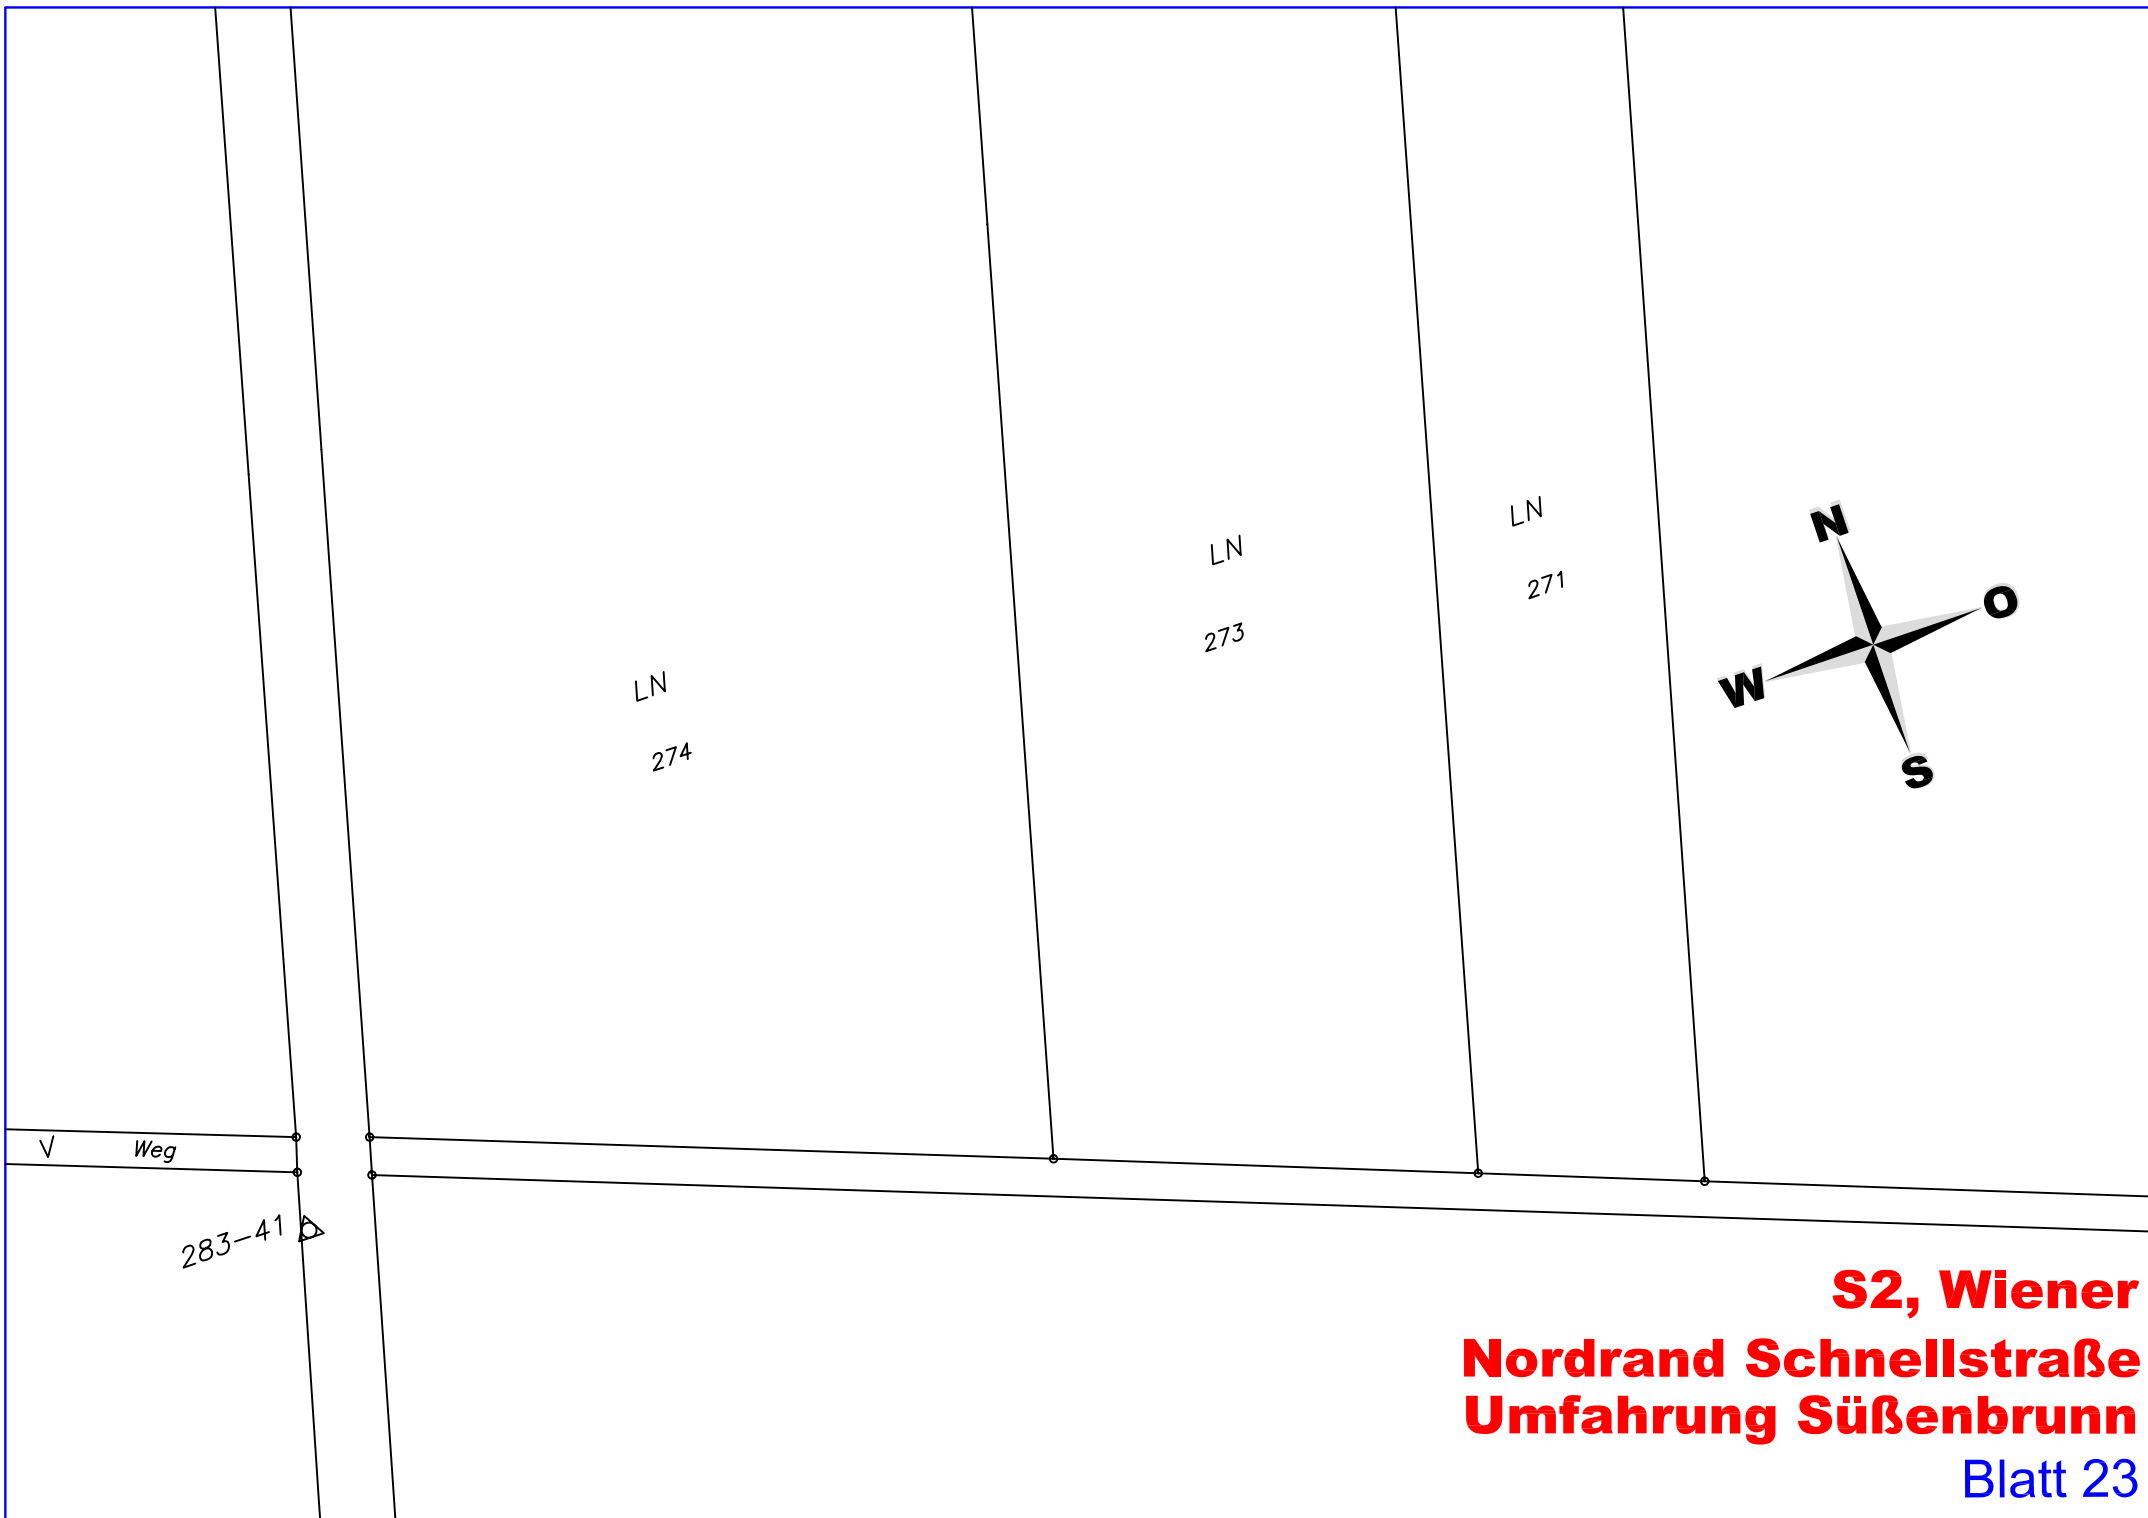 LN
271
LN
273
LN
274
N
O
W
S
V Weg
283-41
S2, Wiener
Nordrand Schnellstraße
Umfahrung Süßenbrunn
Blatt 23